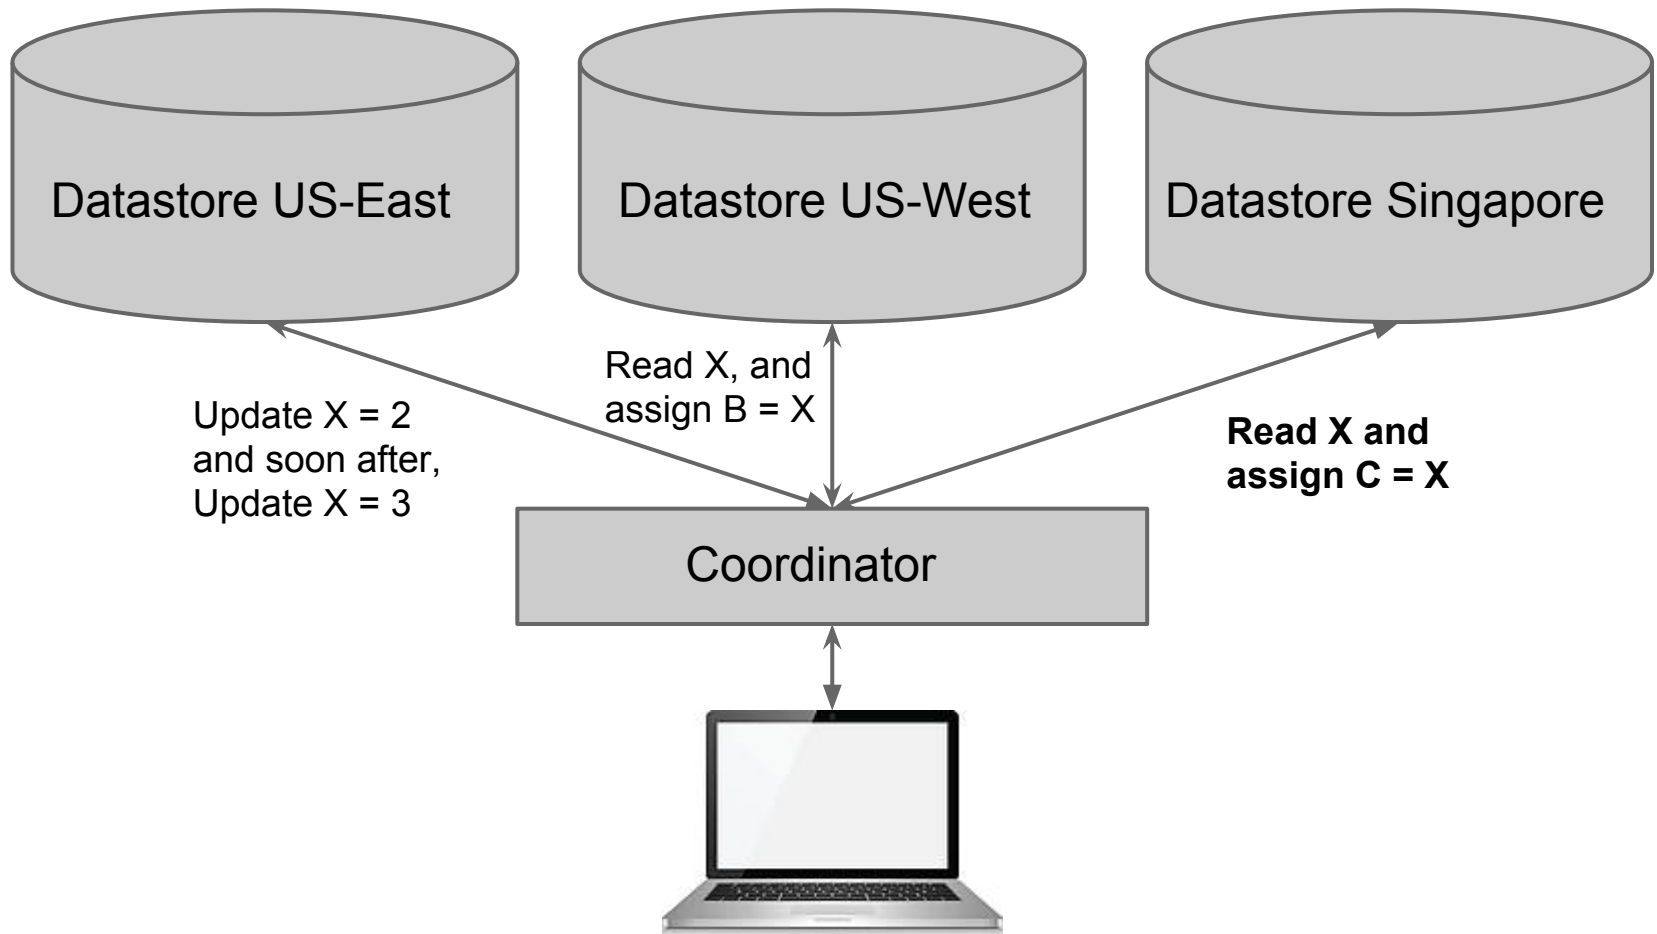 Datastore US-East
Datastore US-West
Datastore Singapore
Update X = 2
and soon after,
Update X = 3
Read X, and
assign B = X
Read X and
assign C = X
Coordinator